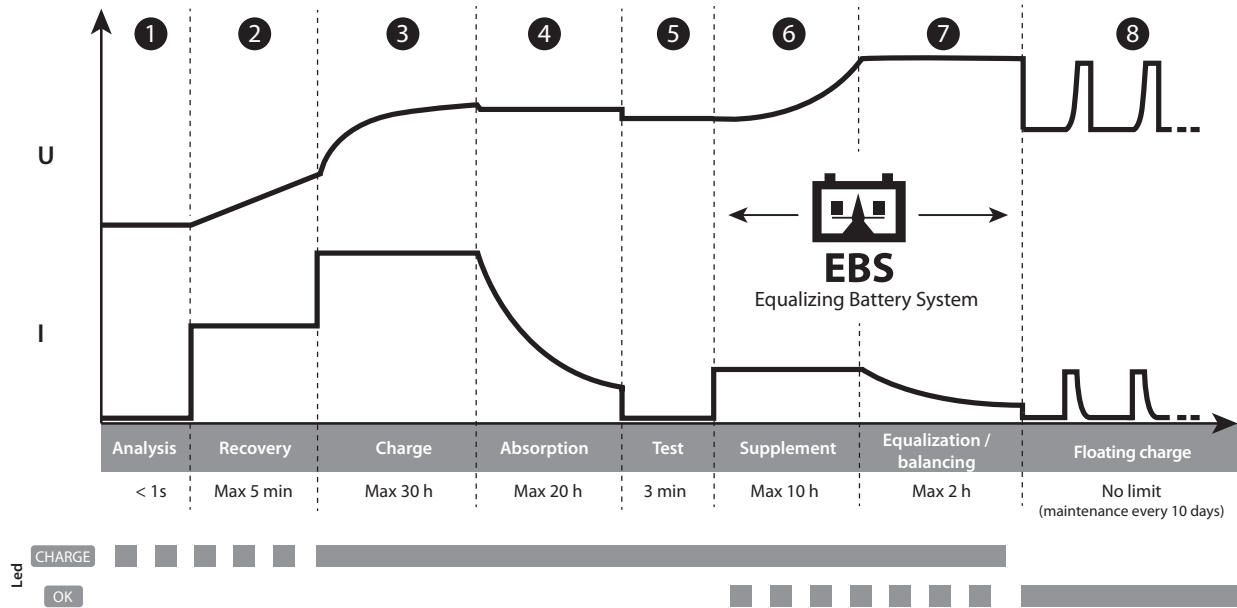 1 2 3 4 5 6 7 8
U
EBS
Equalizing Battery System
I
Analysis Recovery Charge Absorption Test Supplement Equalization / balancing Floating charge
< 1s Max 5 min Max 30 h Max 20 h 3 min Max 10 h Max 2 h No limit
(maintenance every 10 days)
Led
CHARGE
OK